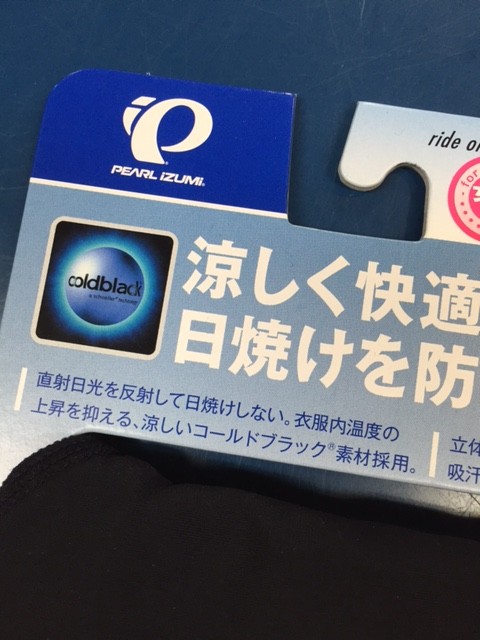 PEARL iZUMi®
ride o
for
coldblack
a schoeller® technology
涼しく快適
日焼けを防
直射日光を反射して日焼けしない。衣服内温度の
上昇を抑える、涼しいコールドブラック®素材採用。
立体
吸汗